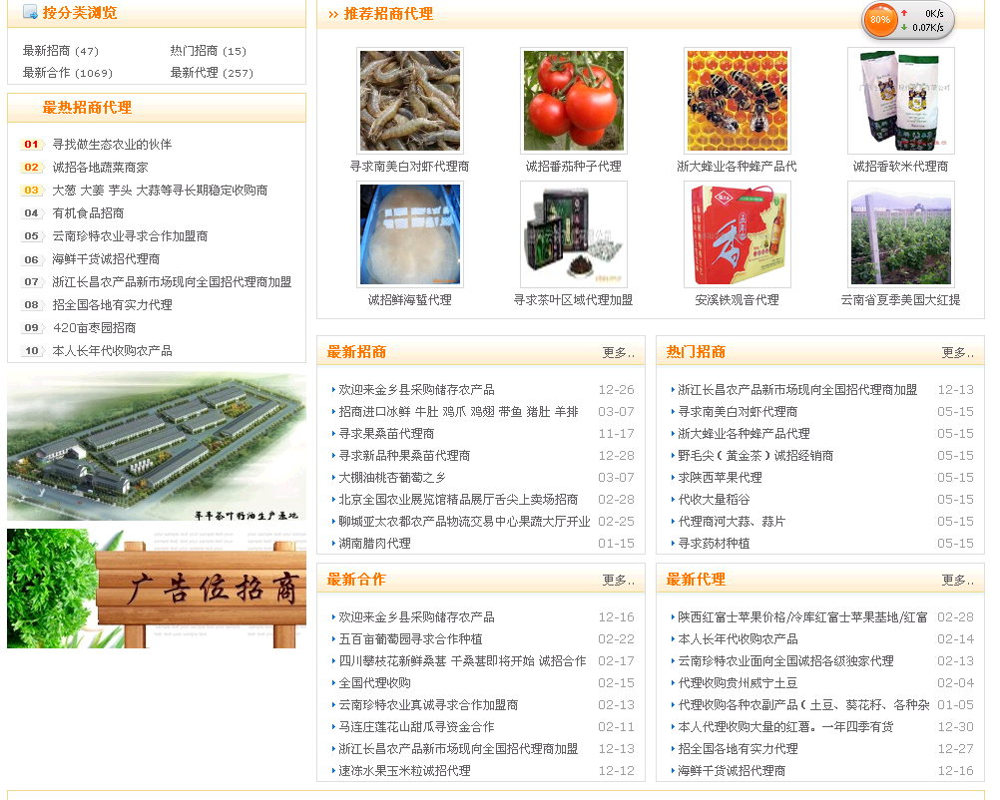 按分类浏览
最新招商 (47) 热门招商 (15)
最新合作 (1069) 最新代理 (257)
最热招商代理
01 寻找做生态农业的伙伴
02 诚招各地蔬菜商家
03 大葱 大姜 芋头 大蒜等寻长期稳定收购商
04 有机食品招商
05 云南珍特农业寻求合作加盟商
06 海鲜干货诚招代理商
07 浙江长昌农产品新市场现向全国招代理商加盟
08 招全国各地有实力代理
09 420亩枣园招商
10 本人长年代收购农产品
广告位招商
>> 推荐招商代理
80% 0K/s
0.07K/s
寻求南美白对虾代理商 诚招番茄种子代理 浙大蜂业各种蜂产品代 诚招香软米代理商
诚招鲜海蜇代理 寻求茶叶区域代理加盟 安溪铁观音代理 云南省夏季美国大红提
最新招商 更多..
欢迎来金乡县采购储存农产品 12-26
招商进口冰鲜 牛肚 鸡爪 鸡翅 带鱼 猪肚 羊排 03-07
寻求果桑苗代理商 11-17
寻求新品种果桑苗代理商 12-28
大棚油桃杏葡萄之乡 03-07
北京全国农业展览馆精品展厅舌尖上卖场招商 02-28
聊城亚太农都农产品物流交易中心果蔬大厅开业 02-25
湖南腊肉代理 01-15
热门招商 更多..
浙江长昌农产品新市场现向全国招代理商加盟 12-13
寻求南美白对虾代理商 05-15
浙大蜂业各种蜂产品代理 05-15
野毛尖（黄金茶）诚招经销商 05-15
求陕西苹果代理 05-15
代收大量稻谷 05-15
代理商河大蒜、蒜片 05-15
寻求药材种植 05-15
最新合作 更多..
欢迎来金乡县采购储存农产品 12-16
五百亩葡萄园寻求合作种植 02-22
四川攀枝花新鲜桑葚 干桑葚即将开始 诚招合作 02-17
全国代理收购 02-15
云南珍特农业真诚寻求合作加盟商 02-13
马连庄莲花山甜瓜寻资金合作 02-11
浙江长昌农产品新市场现向全国招代理商加盟 12-13
速冻水果玉米粒诚招代理 12-12
最新代理 更多..
陕西红富士苹果价格/冷库红富士苹果基地/红富 02-28
本人长年代收购农产品 02-14
云南珍特农业面向全国诚招各级独家代理 02-13
代理收购贵州威宁土豆 02-04
代理收购各种农副产品（土豆、葵花籽、各种杂 01-05
本人代理收购大量的红薯。一年四季有货 12-30
招全国各地有实力代理 12-27
海鲜干货诚招代理商 12-16